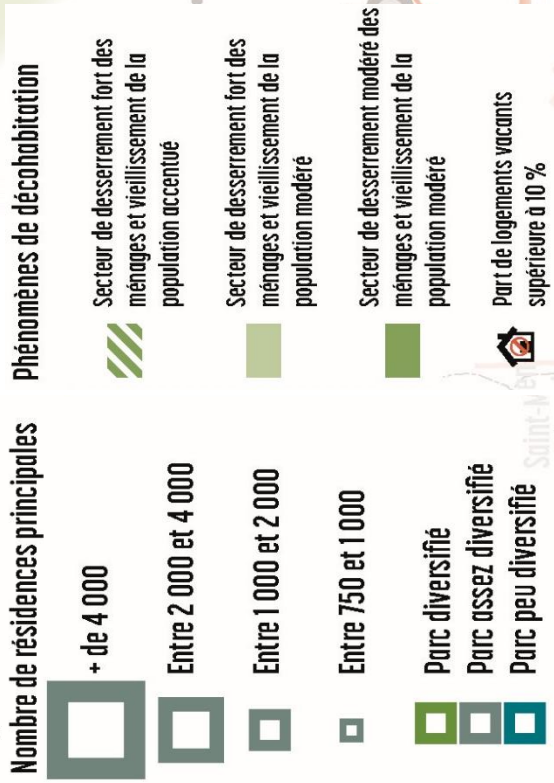 Nombre de résidences principales
+ de 4 000
Entre 2 000 et 4 000
Entre 1 000 et 2 000
Entre 750 et 1 000
Parc diversifié
Parc assez diversifié
Parc peu diversifié
Phénomènes de décohabitation
Secteur de desserrement fort des
ménages et vieillissement de la
population accentué
Secteur de desserrement fort des
ménages et vieillissement de la
population modéré
Secteur de desserrement modéré des
ménages et vieillissement de la
population modéré
Part de logements vacants
supérieure à 10 %
Saint-N en